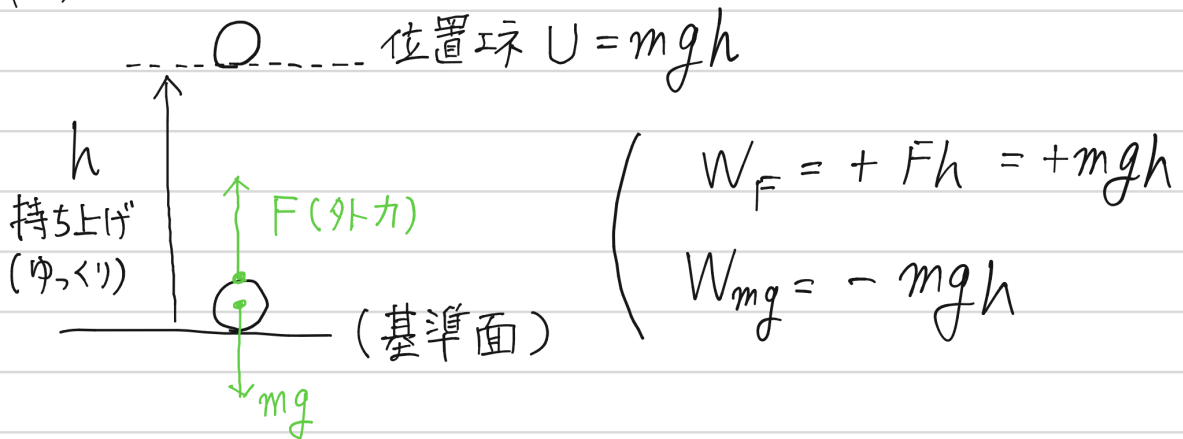 位置エネ U = mgh
h
持ち上げ
(ゆっくり)
F(外力)
(基準面)
mg
W_F = + Fh = +mgh
W_mg = - mgh